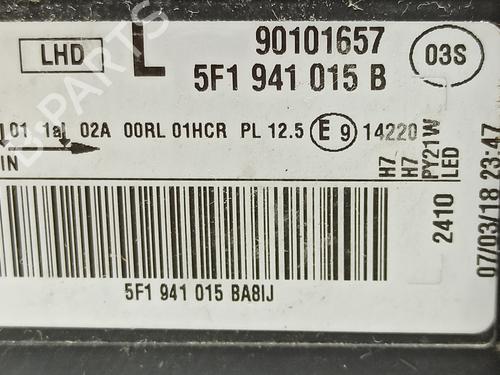 LHD L 90101657 03S
5F1 941 015 B
01 1a 02A 00RL 01HCR PL 12.5 E 9 14220
IN
5F1 941 015 BA8IJ
H7
H7
PY21W
LED
2410
07/03/18 23:47
B-PARTS